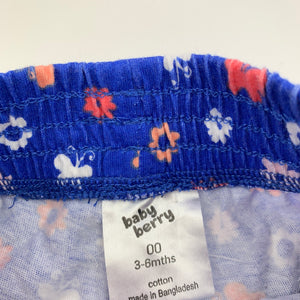 baby
berry
00
3-6mths
cotton
made in Bangladesh